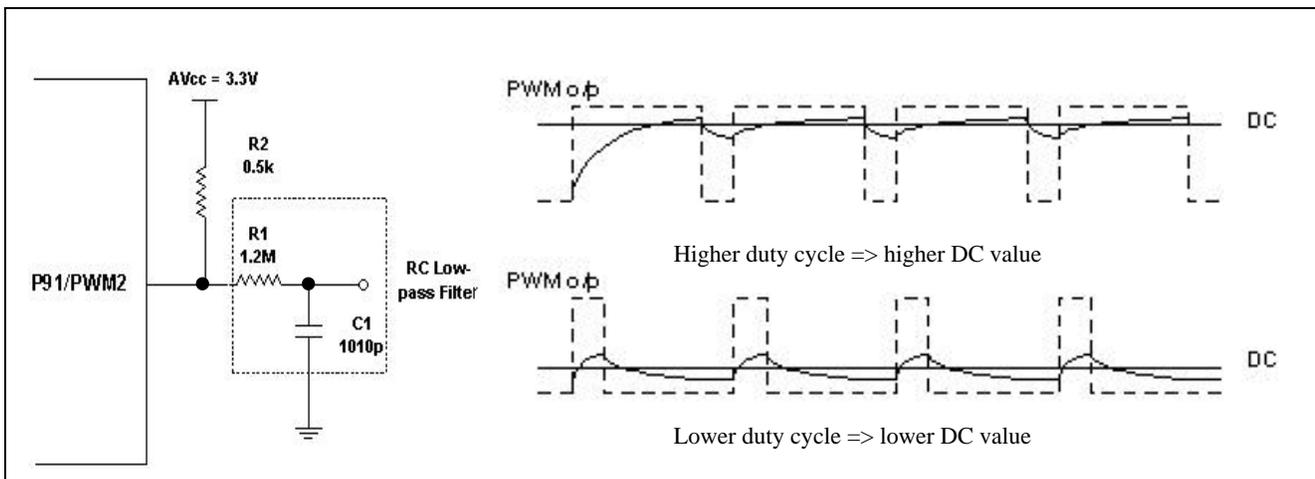 AVcc = 3.3V
R2
0.5k
R1
1.2M
P91/PWM2
RC Low-
pass Filter
C1
1010p
PWM o/p
DC
Higher duty cycle => higher DC value
PWM o/p
DC
Lower duty cycle => lower DC value